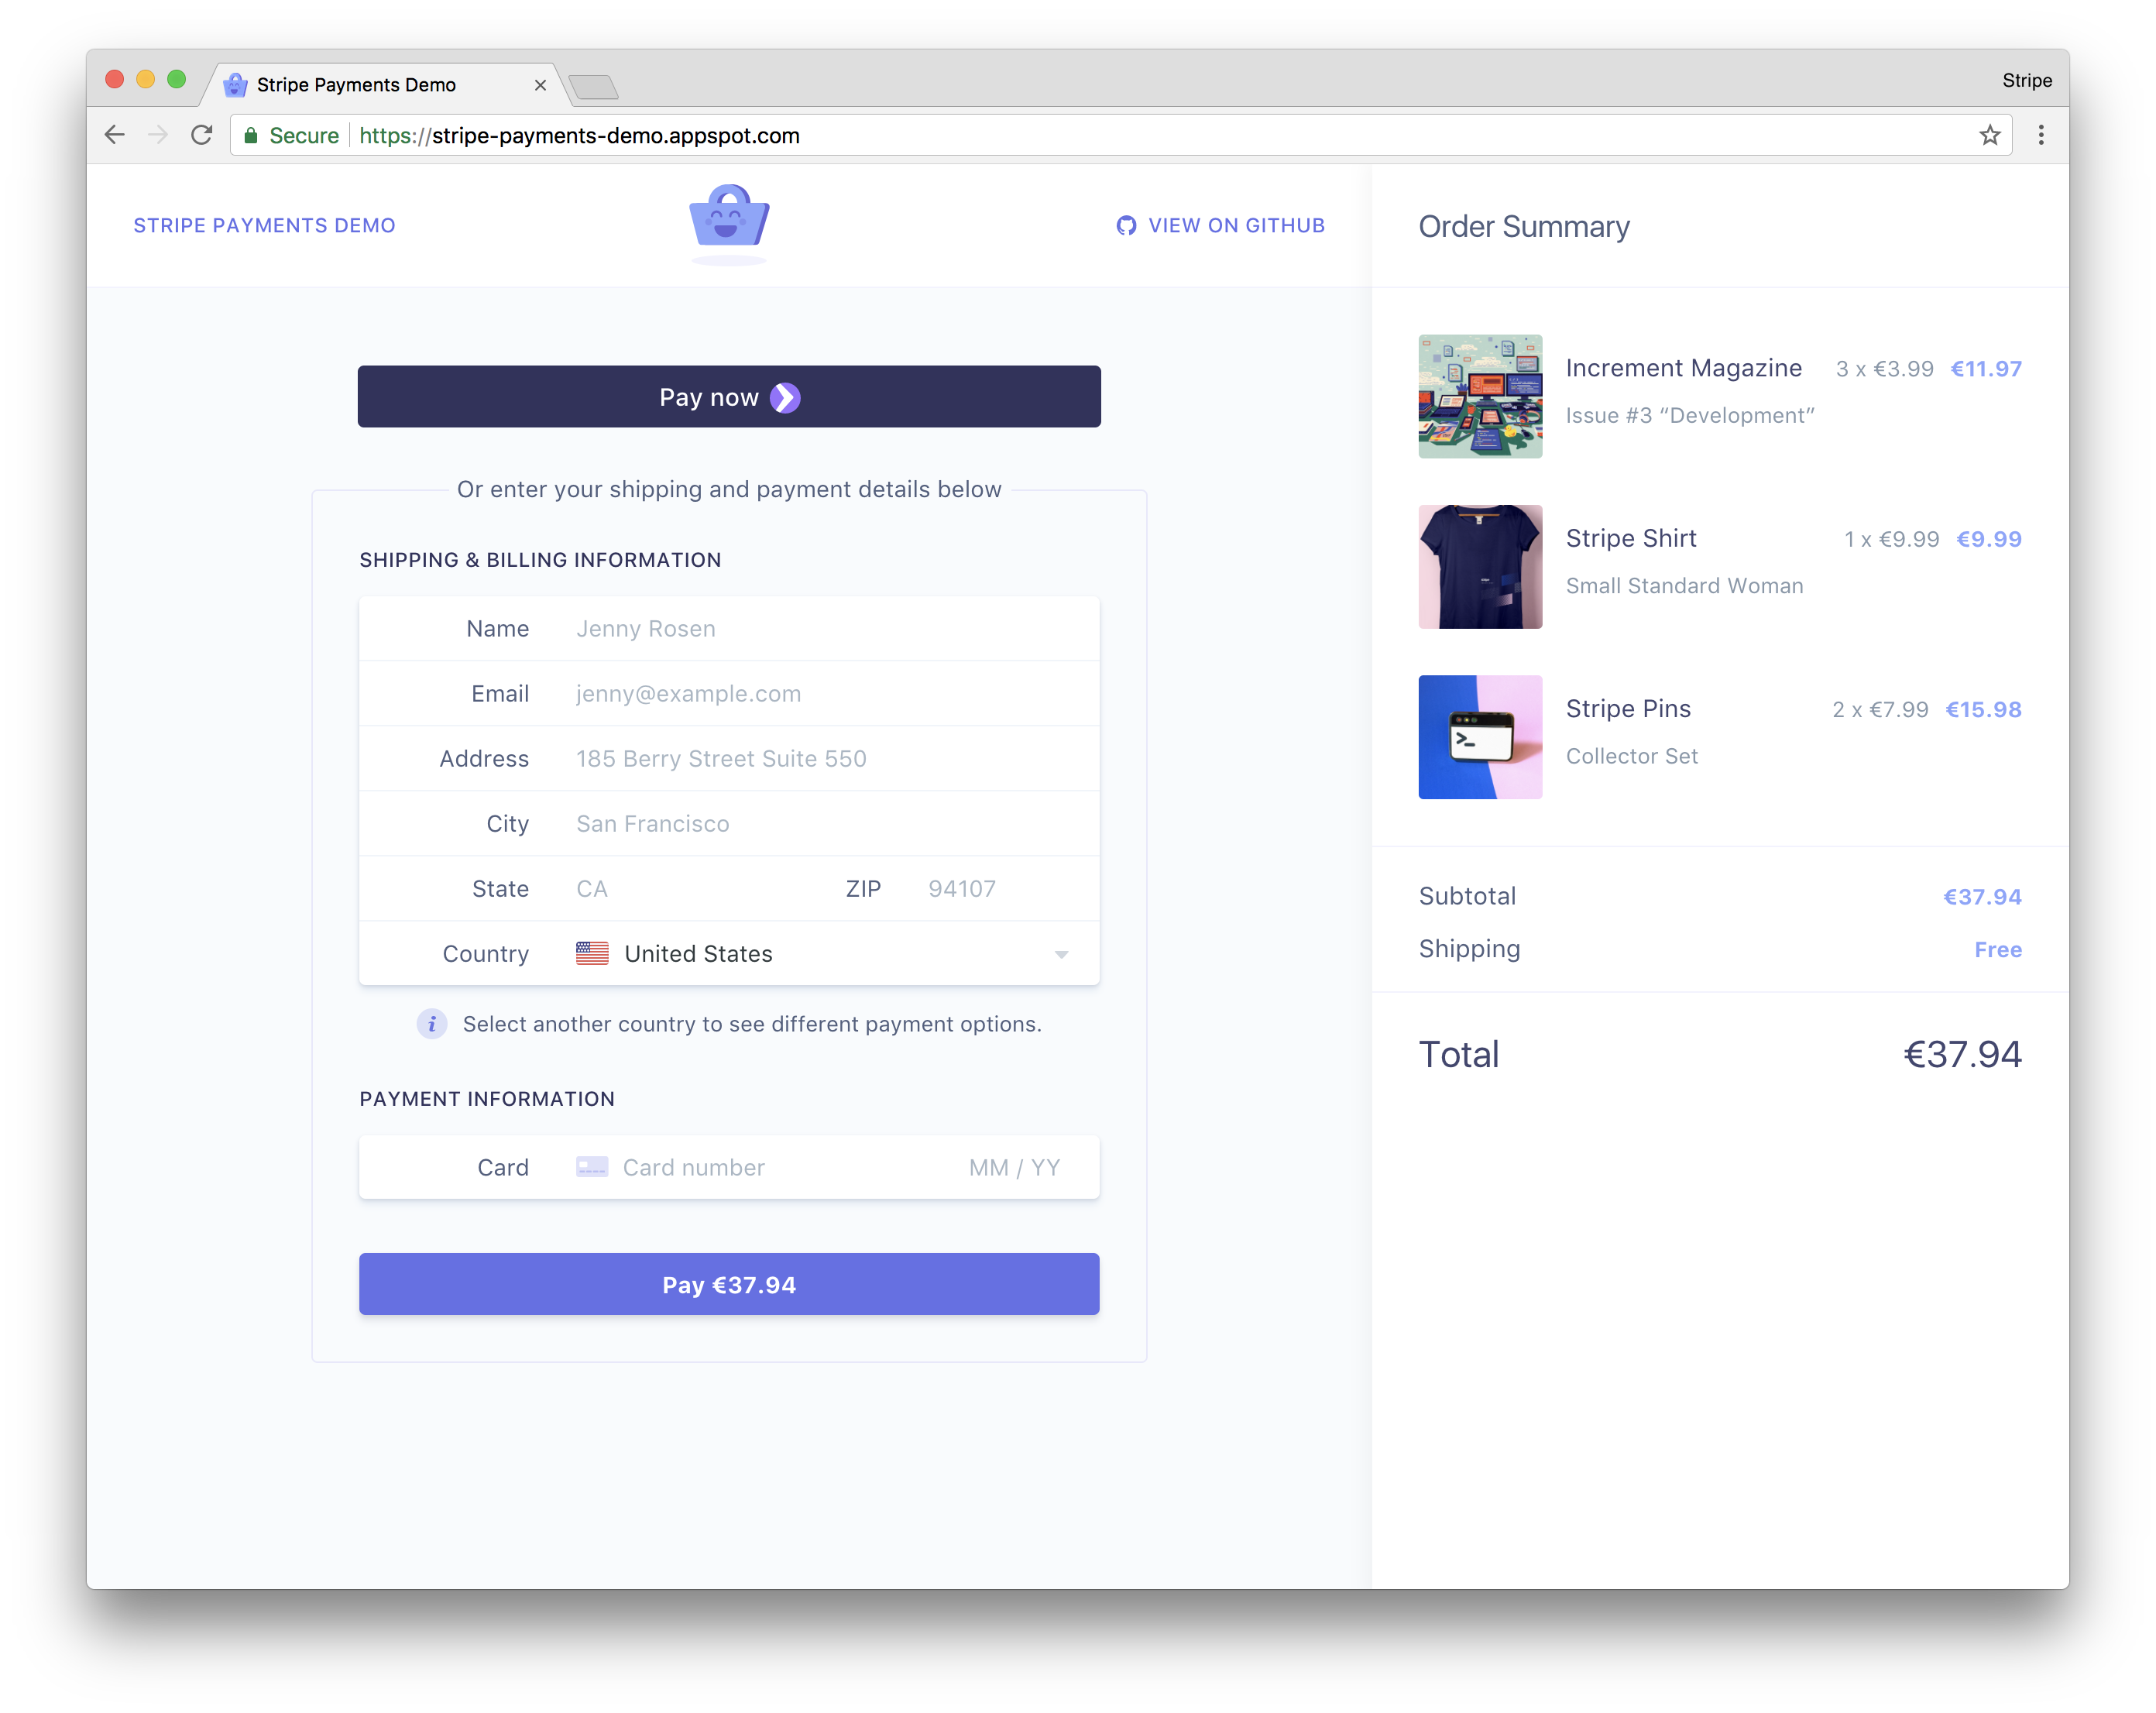 Stripe Payments Demo
Stripe
Secure https://stripe-payments-demo.appspot.com
STRIPE PAYMENTS DEMO
VIEW ON GITHUB
Pay now
Or enter your shipping and payment details below
SHIPPING & BILLING INFORMATION
Name Jenny Rosen
Email jenny@example.com
Address 185 Berry Street Suite 550
City San Francisco
State CA ZIP 94107
Country United States
i Select another country to see different payment options.
PAYMENT INFORMATION
Card Card number MM / YY
Pay €37.94
Order Summary
Increment Magazine 3 x €3.99 €11.97
Issue #3 “Development”
Stripe Shirt 1 x €9.99 €9.99
Small Standard Woman
>_
Stripe Pins 2 x €7.99 €15.98
Collector Set
Subtotal €37.94
Shipping Free
Total €37.94